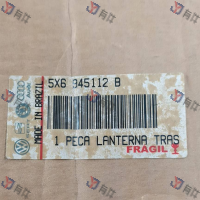 5X6 945112 B
MADE IN BRAZIL
1 PECA LANTERNA TRAS
FRAGIL